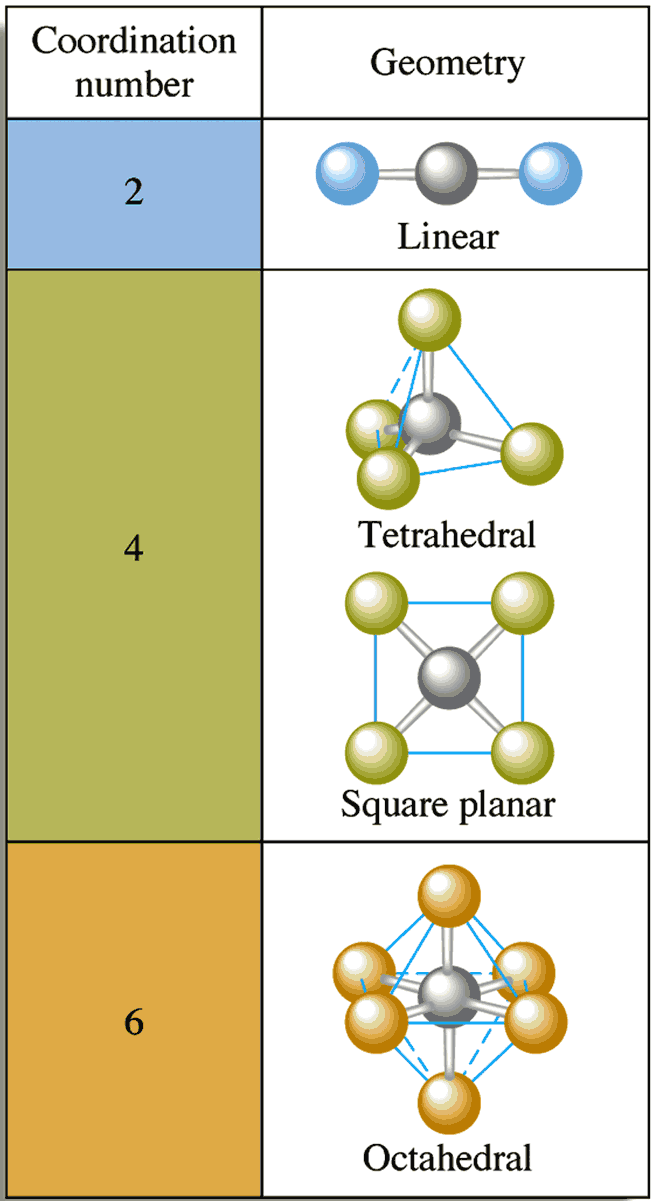 Coordination
number
Geometry
2
Linear
4
Tetrahedral
Square planar
6
Octahedral